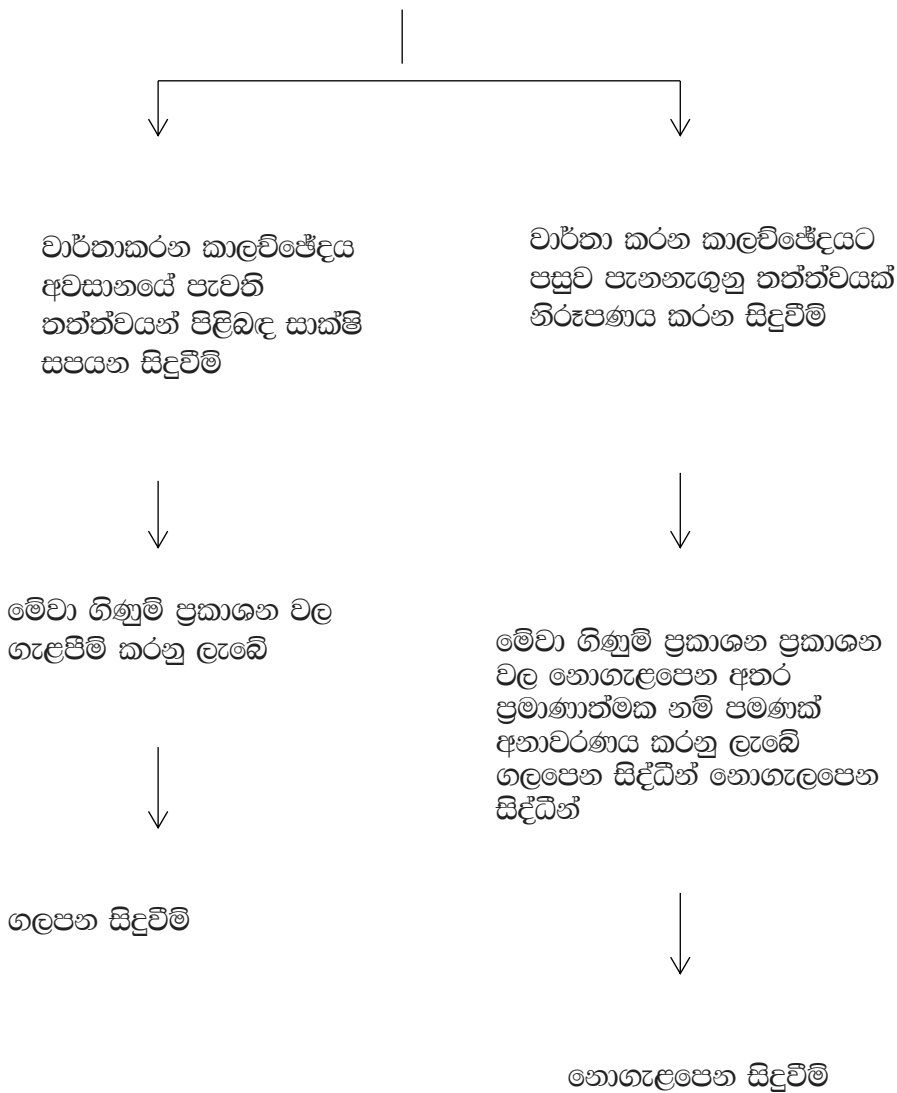 වාර්තාකරන කාලච්ඡේදය
අවසානයේ පැවති
තත්ත්වයන් පිළිබඳ සාක්ෂි
සපයන සිදුවීම්
වාර්තා කරන කාලච්ඡේදයට
පසුව පැනනැගුනු තත්ත්වයක්
නිරූපණය කරන සිදුවීම්
මේවා ගිණුම් ප්‍රකාශන වල
ගැළපීම් කරනු ලැබේ
මේවා ගිණුම් ප්‍රකාශන ප්‍රකාශන
වල නොගැළපෙන අතර
ප්‍රමාණාත්මක නම් පමණක්
අනාවරණය කරනු ලැබේ
ගලපෙන සිද්ධීන් නොගැලපෙන
සිද්ධීන්
ගලපන සිදුවීම්
නොගැළපෙන සිදුවීම්